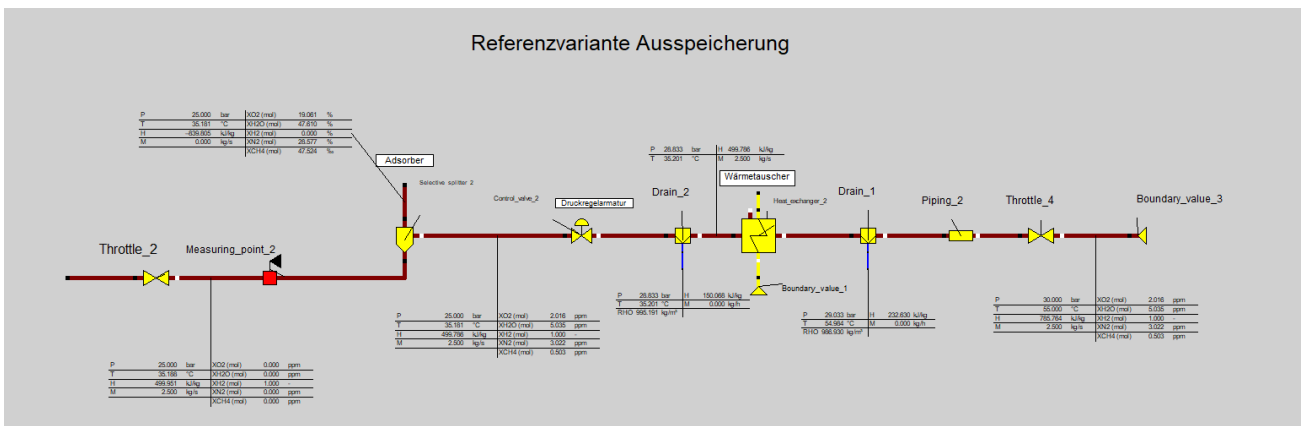 Referenzvariante Ausspeicherung
P 25.000 bar XO2 (mol) 19.061 %
T 35.181 °C XH2O (mol) 47.610 %
H -839.805 kJ/kg XH2 (mol) 0.000 %
M 0.000 kg/s XN2 (mol) 28.577 %
XCH4 (mol) 47.524 ‰
Adsorber
Selective splitter 2
Control_valve_2
Druckregelarmatur
Drain_2
P 28.833 bar H 499.786 kJ/kg
T 35.201 °C M 2.500 kg/s
Wärmetauscher
Heat_exchanger_2
Drain_1
Piping_2
Throttle_4
Boundary_value_3
Throttle_2
Measuring_point_2
Boundary_value_1
P 28.833 bar H 150.068 kJ/kg
T 35.201 °C M 0.000 kg/h
RHO 995.191 kg/m³
P 29.033 bar H 232.630 kJ/kg
T 54.984 °C M 0.000 kg/h
RHO 986.930 kg/m³
P 30.000 bar XO2 (mol) 2.016 ppm
T 55.000 °C XH2O (mol) 5.035 ppm
H 785.764 kJ/kg XH2 (mol) 1.000 -
M 2.500 kg/s XN2 (mol) 3.022 ppm
XCH4 (mol) 0.503 ppm
P 25.000 bar XO2 (mol) 2.016 ppm
T 35.181 °C XH2O (mol) 5.035 ppm
H 499.786 kJ/kg XH2 (mol) 1.000 -
M 2.500 kg/s XN2 (mol) 3.022 ppm
XCH4 (mol) 0.503 ppm
P 25.000 bar XO2 (mol) 0.000 ppm
T 35.186 °C XH2O (mol) 0.000 ppm
H 499.951 kJ/kg XH2 (mol) 1.000 -
M 2.500 kg/s XN2 (mol) 0.000 ppm
XCH4 (mol) 0.000 ppm